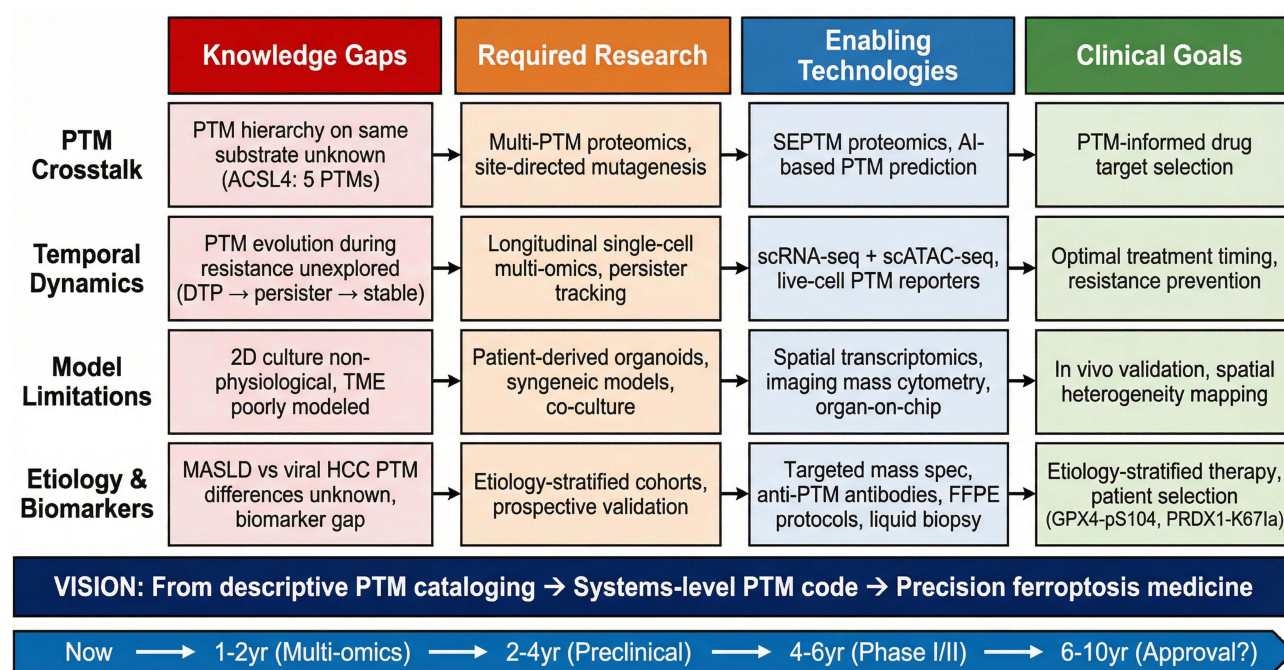 Knowledge Gaps
Required Research
Enabling
Technologies
Clinical Goals
PTM
Crosstalk
PTM hierarchy on same
substrate unknown
(ACSL4: 5 PTMs)
Multi-PTM proteomics,
site-directed mutagenesis
SEPTM proteomics, AI-
based PTM prediction
PTM-informed drug
target selection
Temporal
Dynamics
PTM evolution during
resistance unexplored
(DTP → persister → stable)
Longitudinal single-cell
multi-omics, persister
tracking
scRNA-seq + scATAC-seq,
live-cell PTM reporters
Optimal treatment timing,
resistance prevention
Model
Limitations
2D culture non-
physiological, TME
poorly modeled
Patient-derived organoids,
syngeneic models,
co-culture
Spatial transcriptomics,
imaging mass cytometry,
organ-on-chip
In vivo validation, spatial
heterogeneity mapping
Etiology &
Biomarkers
MASLD vs viral HCC PTM
differences unknown,
biomarker gap
Etiology-stratified cohorts,
prospective validation
Targeted mass spec,
anti-PTM antibodies, FFPE
protocols, liquid biopsy
Etiology-stratified therapy,
patient selection
(GPX4-pS104, PRDX1-K67la)
VISION: From descriptive PTM cataloging → Systems-level PTM code → Precision ferroptosis medicine
Now → 1-2yr (Multi-omics) → 2-4yr (Preclinical) → 4-6yr (Phase I/II) → 6-10yr (Approval?)